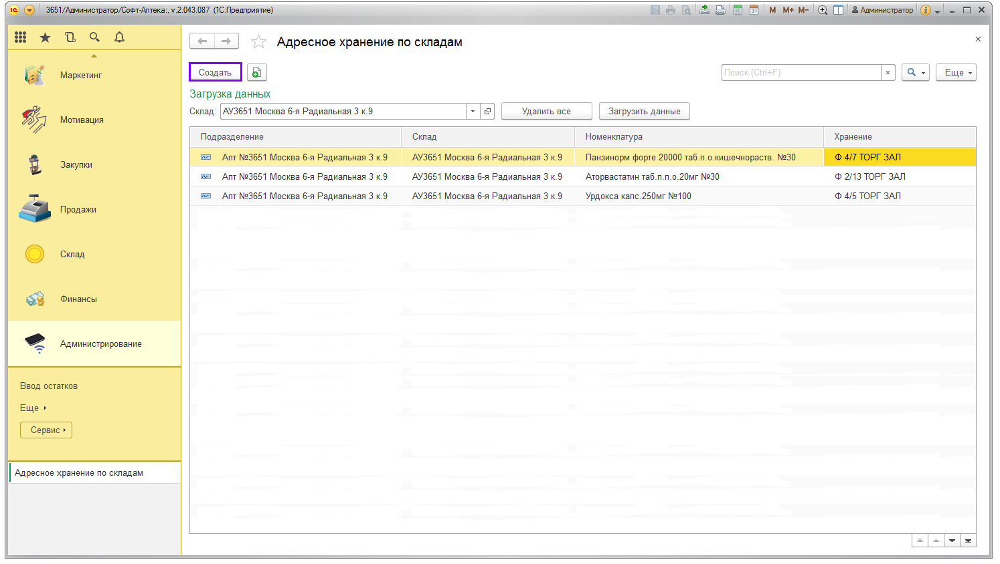 3651/Администратор/Софт-Аптека:, v.2.043.087 (1С:Предприятие)
M M+ M- Администратор
Адресное хранение по складам
Создать
Поиск (Ctrl+F)
Еще
Загрузка данных
Склад: АУ3651 Москва 6-я Радиальная 3 к.9
Удалить все
Загрузить данные
Подразделение Склад Номенклатура Хранение
Апт №3651 Москва 6-я Радиальная 3 к.9 АУ3651 Москва 6-я Радиальная 3 к.9 Панзинорм форте 20000 таб.п.о.кишечнораств. №30 Ф 4/7 ТОРГ ЗАЛ
Апт №3651 Москва 6-я Радиальная 3 к.9 АУ3651 Москва 6-я Радиальная 3 к.9 Аторвастатин таб.п.п.о.20мг №30 Ф 2/13 ТОРГ ЗАЛ
Апт №3651 Москва 6-я Радиальная 3 к.9 АУ3651 Москва 6-я Радиальная 3 к.9 Урдокса капс.250мг №100 Ф 4/5 ТОРГ ЗАЛ
Маркетинг
Мотивация
Закупки
Продажи
Склад
Финансы
Администрирование
Ввод остатков
Еще
Сервис
Адресное хранение по складам